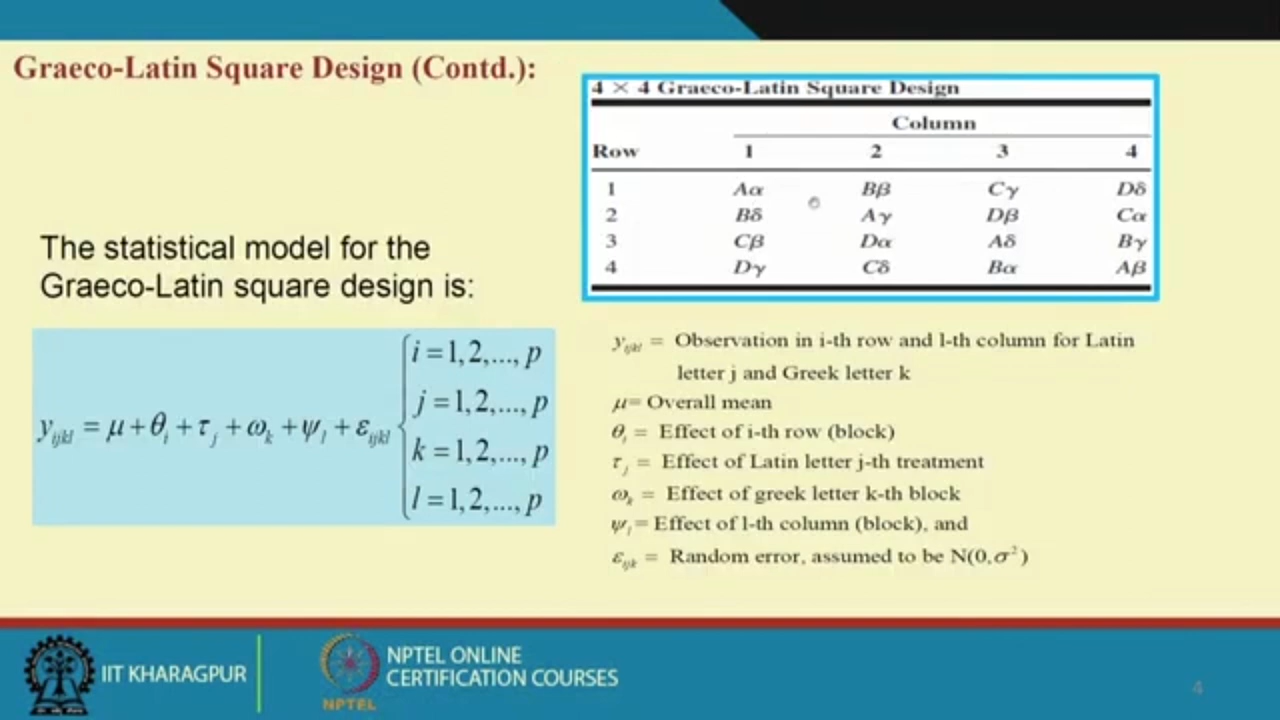 Graeco-Latin Square Design (Contd.):
4 × 4 Graeco-Latin Square Design
Column
Row 1 2 3 4
1 Aα Bβ Cγ Dδ
2 Bδ Aγ Dβ Cα
3 Cβ Dα Aδ Bγ
4 Dγ Cδ Bα Aβ
The statistical model for the
Graeco-Latin square design is:
y_ijkl = μ + θ_i + τ_j + ω_k + ψ_l + ε_ijkl
i = 1, 2, ..., p
j = 1, 2, ..., p
k = 1, 2, ..., p
l = 1, 2, ..., p
y_ijkl = Observation in i-th row and l-th column for Latin
letter j and Greek letter k
μ= Overall mean
θ_i = Effect of i-th row (block)
τ_j = Effect of Latin letter j-th treatment
ω_k = Effect of greek letter k-th block
ψ_l = Effect of l-th column (block), and
ε_ijk = Random error, assumed to be N(0, σ²)
IIT KHARAGPUR
NPTEL
NPTEL ONLINE
CERTIFICATION COURSES
4